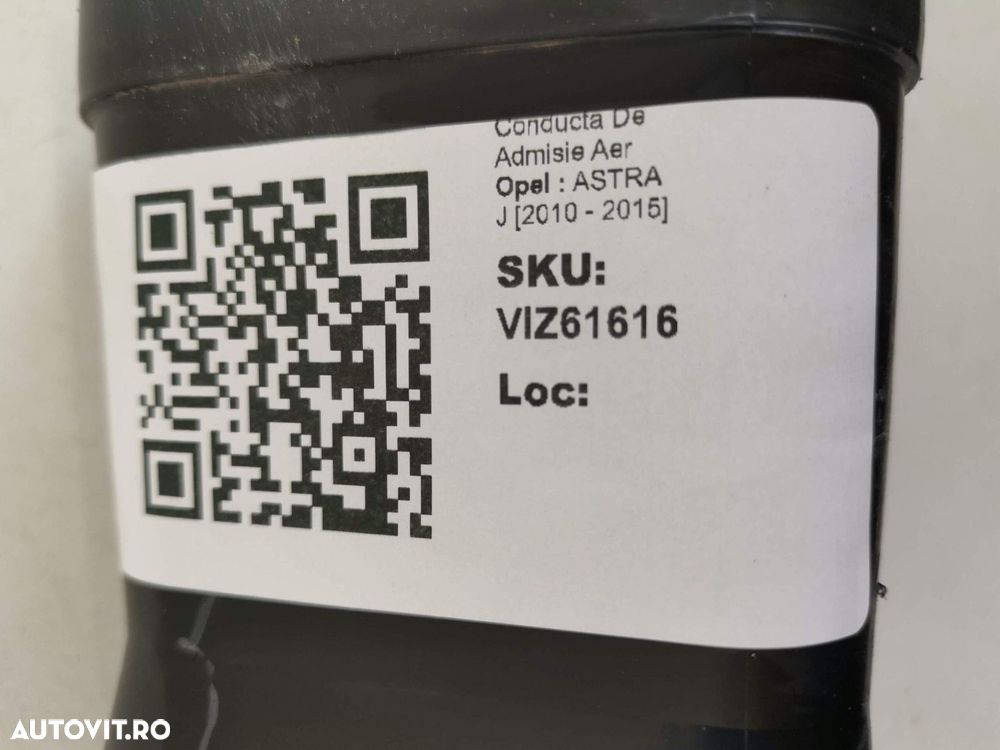 Conducta De
Admisie Aer
Opel : ASTRA
J [2010 - 2015]
SKU:
VIZ61616
Loc:
AUTOVIT.RO